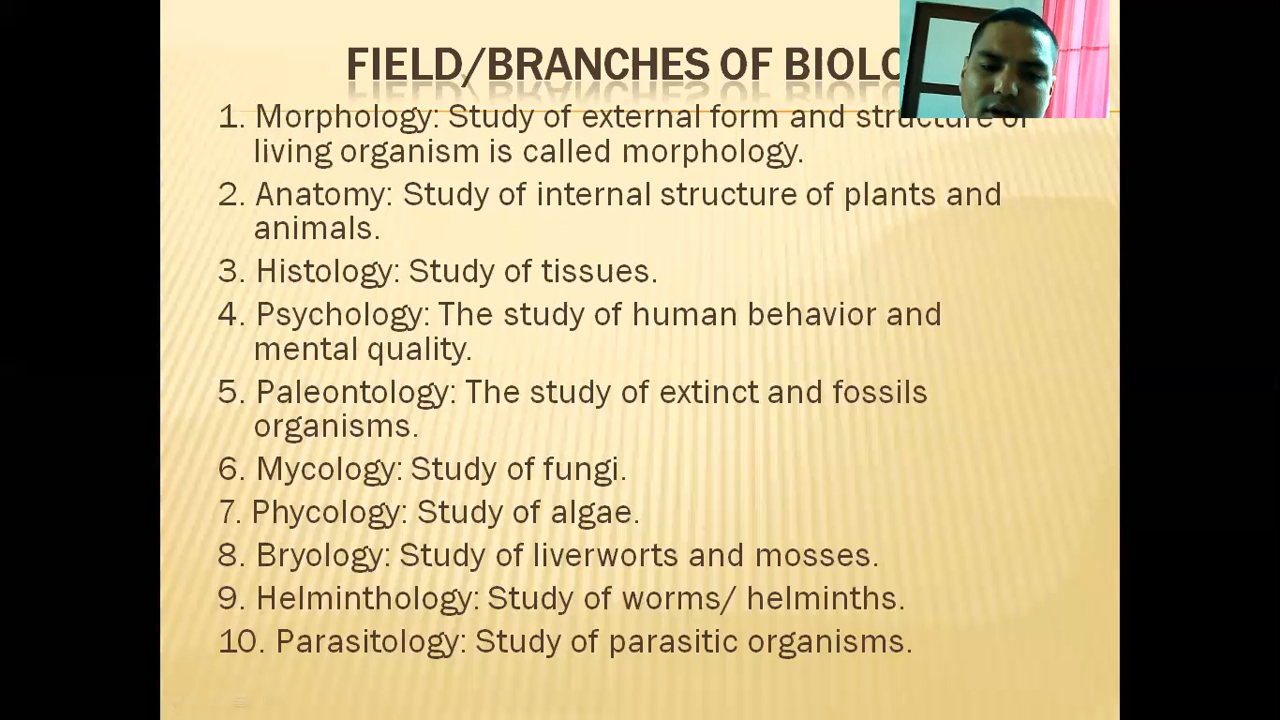 FIELD/BRANCHES OF
1. Morphology: Study of external form and structure of
living organism is called morphology.
2. Anatomy: Study of internal structure of plants and
animals.
3. Histology: Study of tissues.
4. Psychology: The study of human behavior and
mental quality.
5. Paleontology: The study of extinct and fossils
organisms.
6. Mycology: Study of fungi.
7. Phycology: Study of algae.
8. Bryology: Study of liverworts and mosses.
9. Helminthology: Study of worms/ helminths.
10. Parasitology: Study of parasitic organisms.